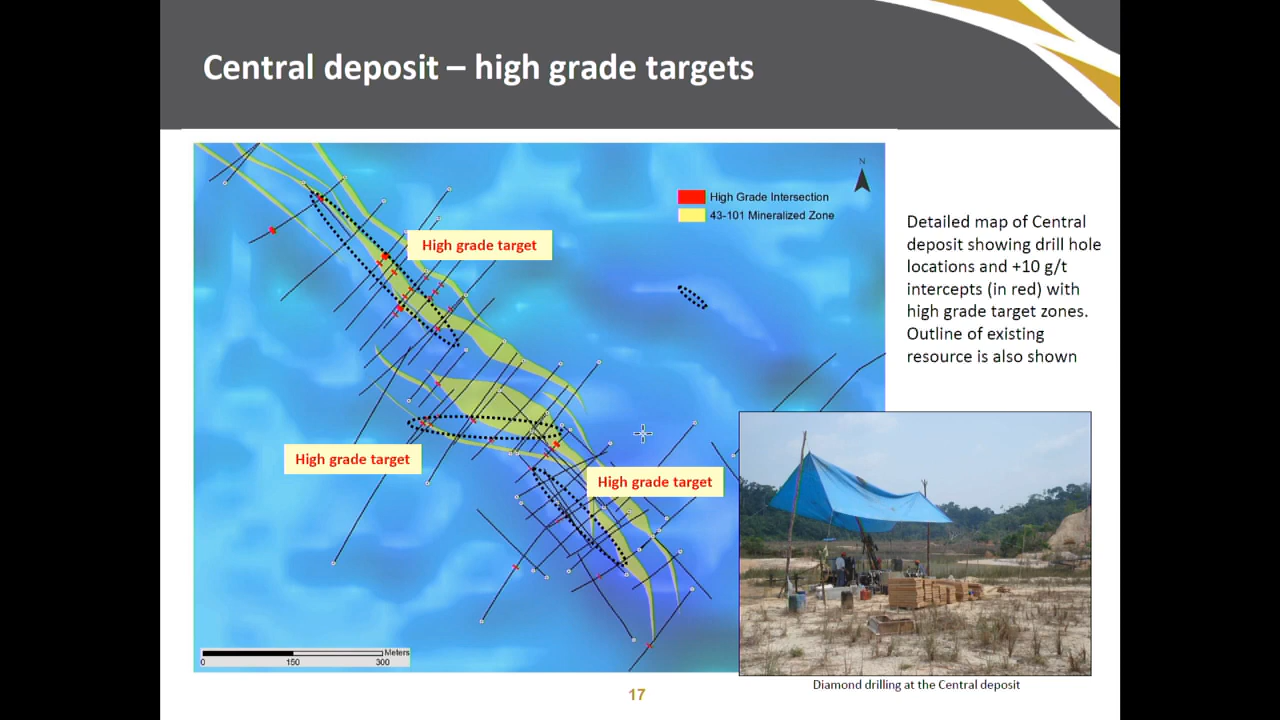 Central deposit – high grade targets
N
High Grade Intersection
43-101 Mineralized Zone
High grade target
High grade target
High grade target
Detailed map of Central
deposit showing drill hole
locations and +10 g/t
intercepts (in red) with
high grade target zones.
Outline of existing
resource is also shown
Meters
0 150 300
Diamond drilling at the Central deposit
17